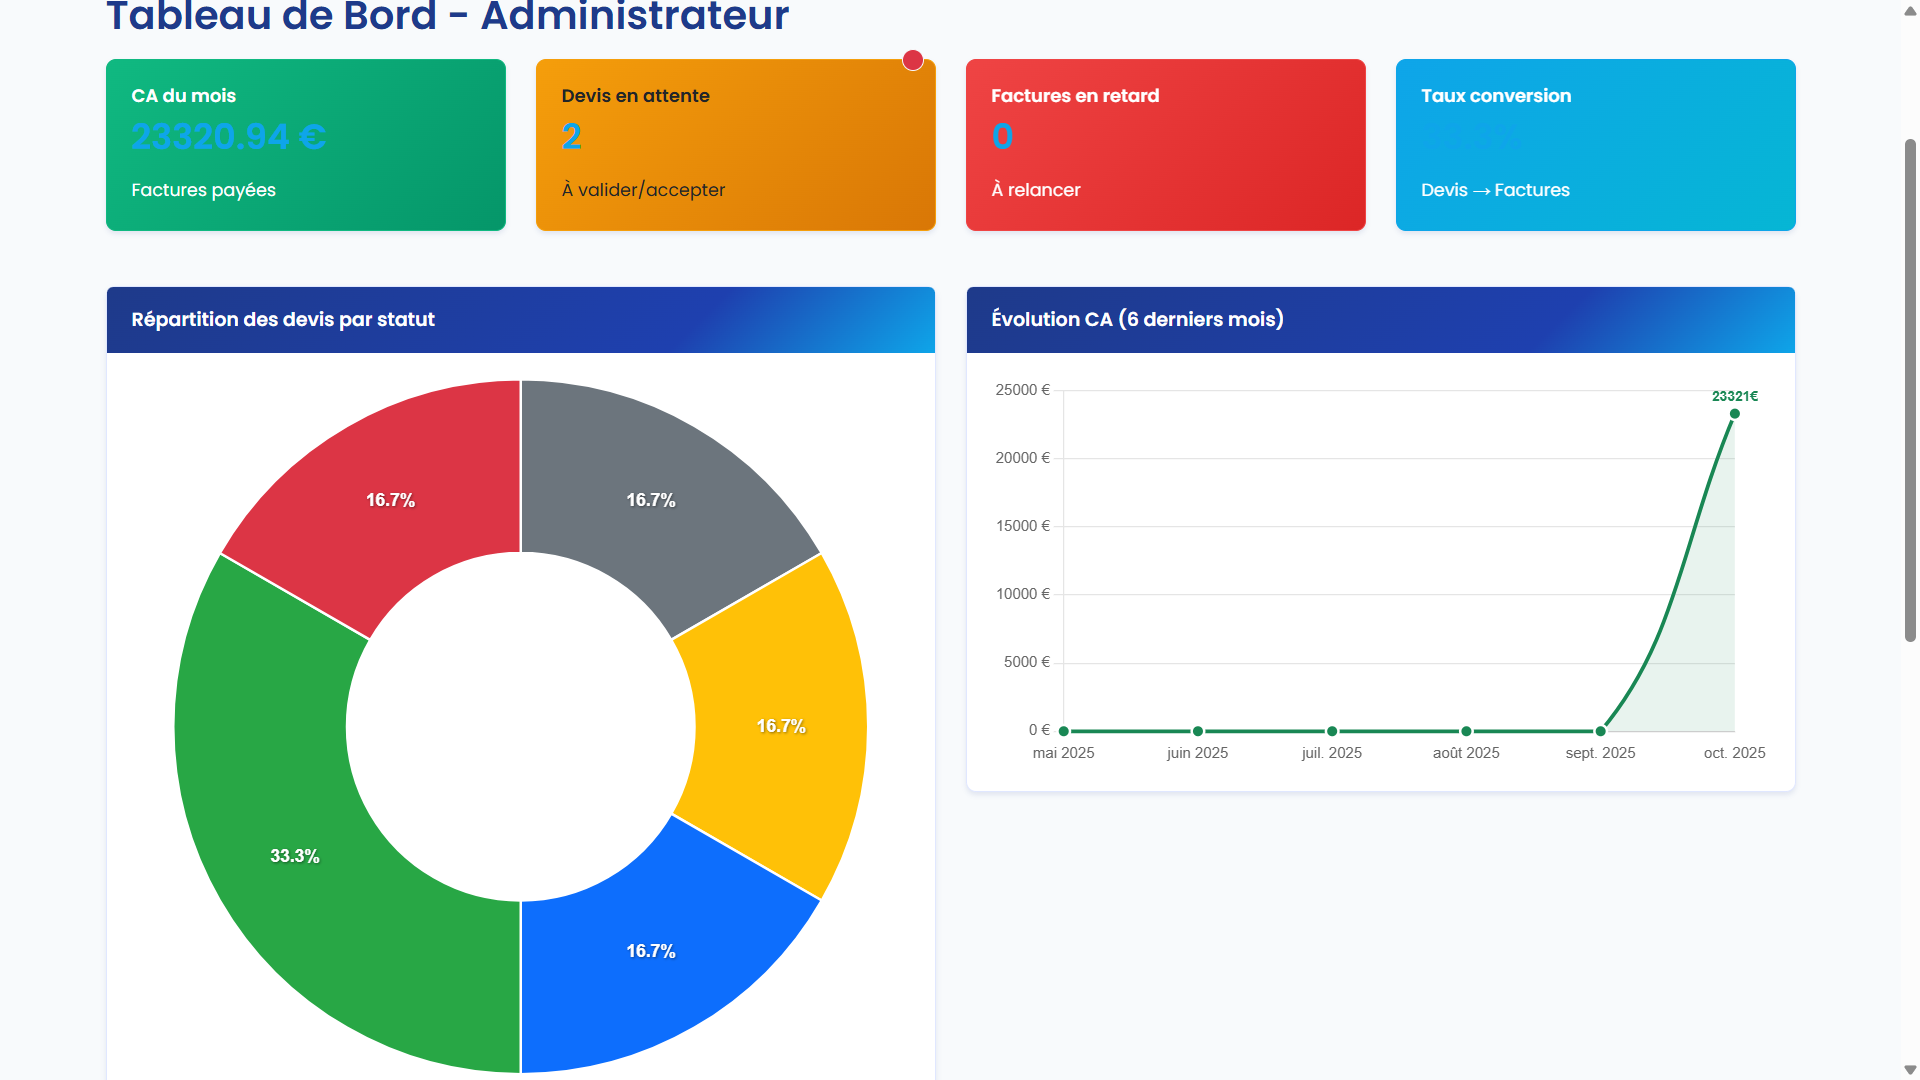 Tableau de Bord - Administrateur
CA du mois
23320.94 €
Factures payées
Devis en attente
2
À valider/accepter
Factures en retard
0
À relancer
Taux conversion
Devis → Factures
Répartition des devis par statut
16.7%
16.7%
16.7%
33.3%
16.7%
Évolution CA (6 derniers mois)
25000 €
20000 €
15000 €
10000 €
5000 €
0 €
23321€
mai 2025
juin 2025
juil. 2025
août 2025
sept. 2025
oct. 2025